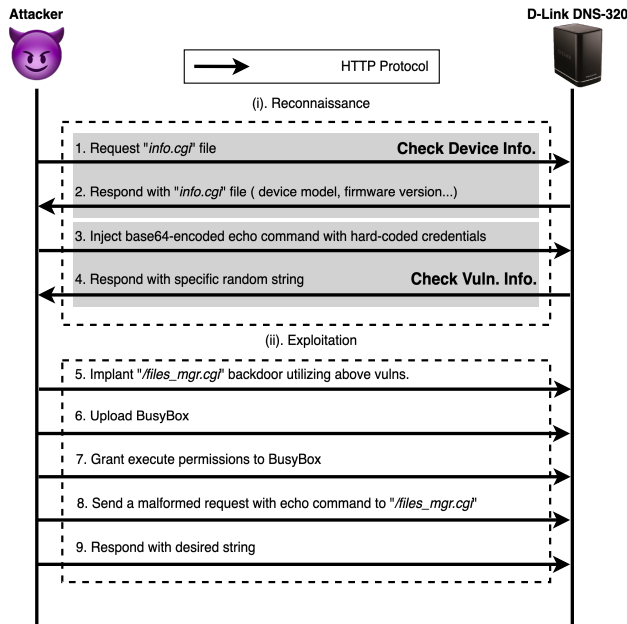 Attacker
D-Link DNS-320
HTTP Protocol
(i). Reconnaissance
1. Request "info.cgi" file
Check Device Info.
2. Respond with "info.cgi" file ( device model, firmware version...)
3. Inject base64-encoded echo command with hard-coded credentials
4. Respond with specific random string
Check Vuln. Info.
(ii). Exploitation
5. Implant "/files_mgr.cgi" backdoor utilizing above vulns.
6. Upload BusyBox
7. Grant execute permissions to BusyBox
8. Send a malformed request with echo command to "/files_mgr.cgi"
9. Respond with desired string